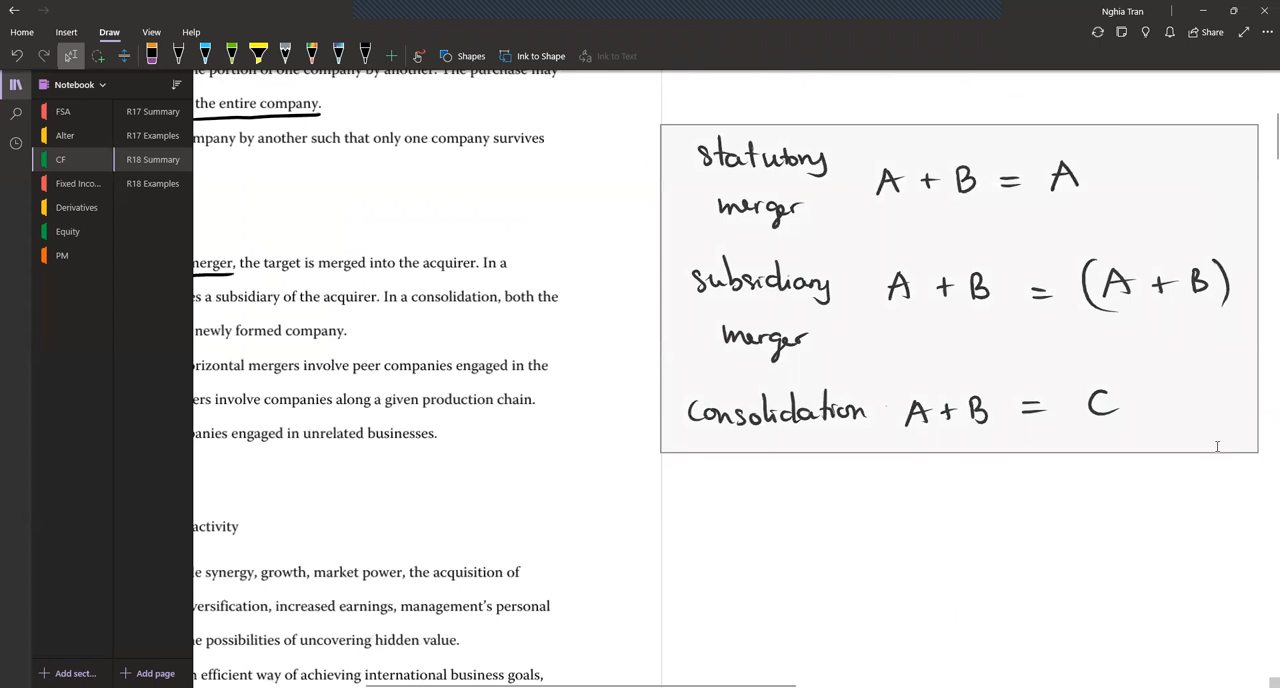 Nghia Tran
Home Insert Draw View Help
Share
Shapes Ink to Shape Ink to Text
Notebook
FSA
Alter
CF
Fixed Inco...
Derivatives
Equity
PM
R17 Summary
R17 Examples
R18 Summary
R18 Examples
Add sect...
Add page
e portion of one company by another. The purchase may
the entire company.
mpany by another such that only one company survives
merger, the target is merged into the acquirer. In a
es a subsidiary of the acquirer. In a consolidation, both the
newly formed company.
rizontal mergers involve peer companies engaged in the
ers involve companies along a given production chain.
anies engaged in unrelated businesses.
activity
e synergy, growth, market power, the acquisition of
versification, increased earnings, management's personal
e possibilities of uncovering hidden value.
n efficient way of achieving international business goals,
statutory
merger A + B = A
subsidiary A + B = (A + B)
merger
consolidation A + B = C